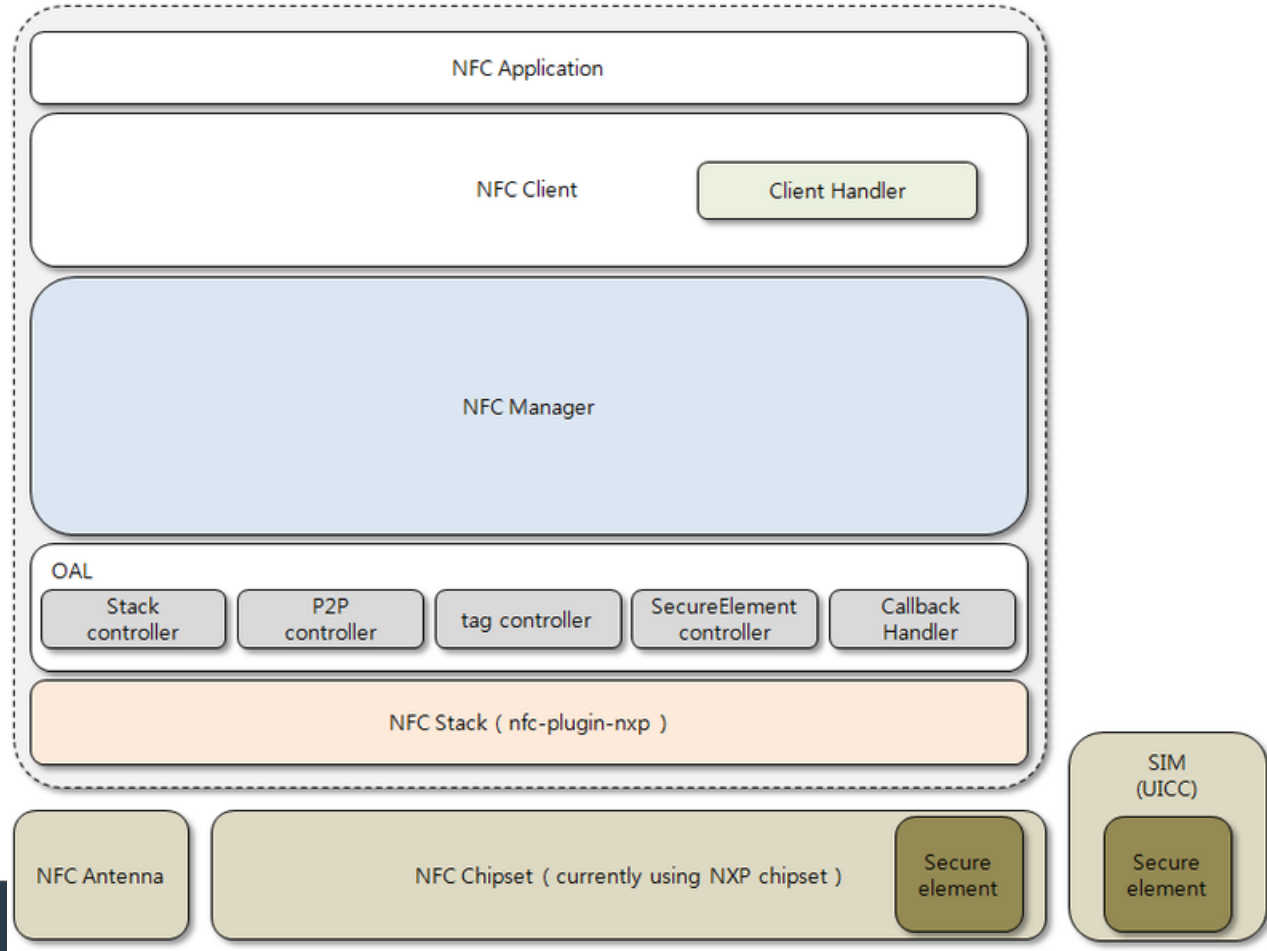 NFC Application
NFC Client
Client Handler
NFC Manager
OAL
Stack
controller
P2P
controller
tag controller
SecureElement
controller
Callback
Handler
NFC Stack ( nfc-plugin-nxp )
SIM
(UICC)
NFC Antenna
NFC Chipset ( currently using NXP chipset )
Secure
element
Secure
element